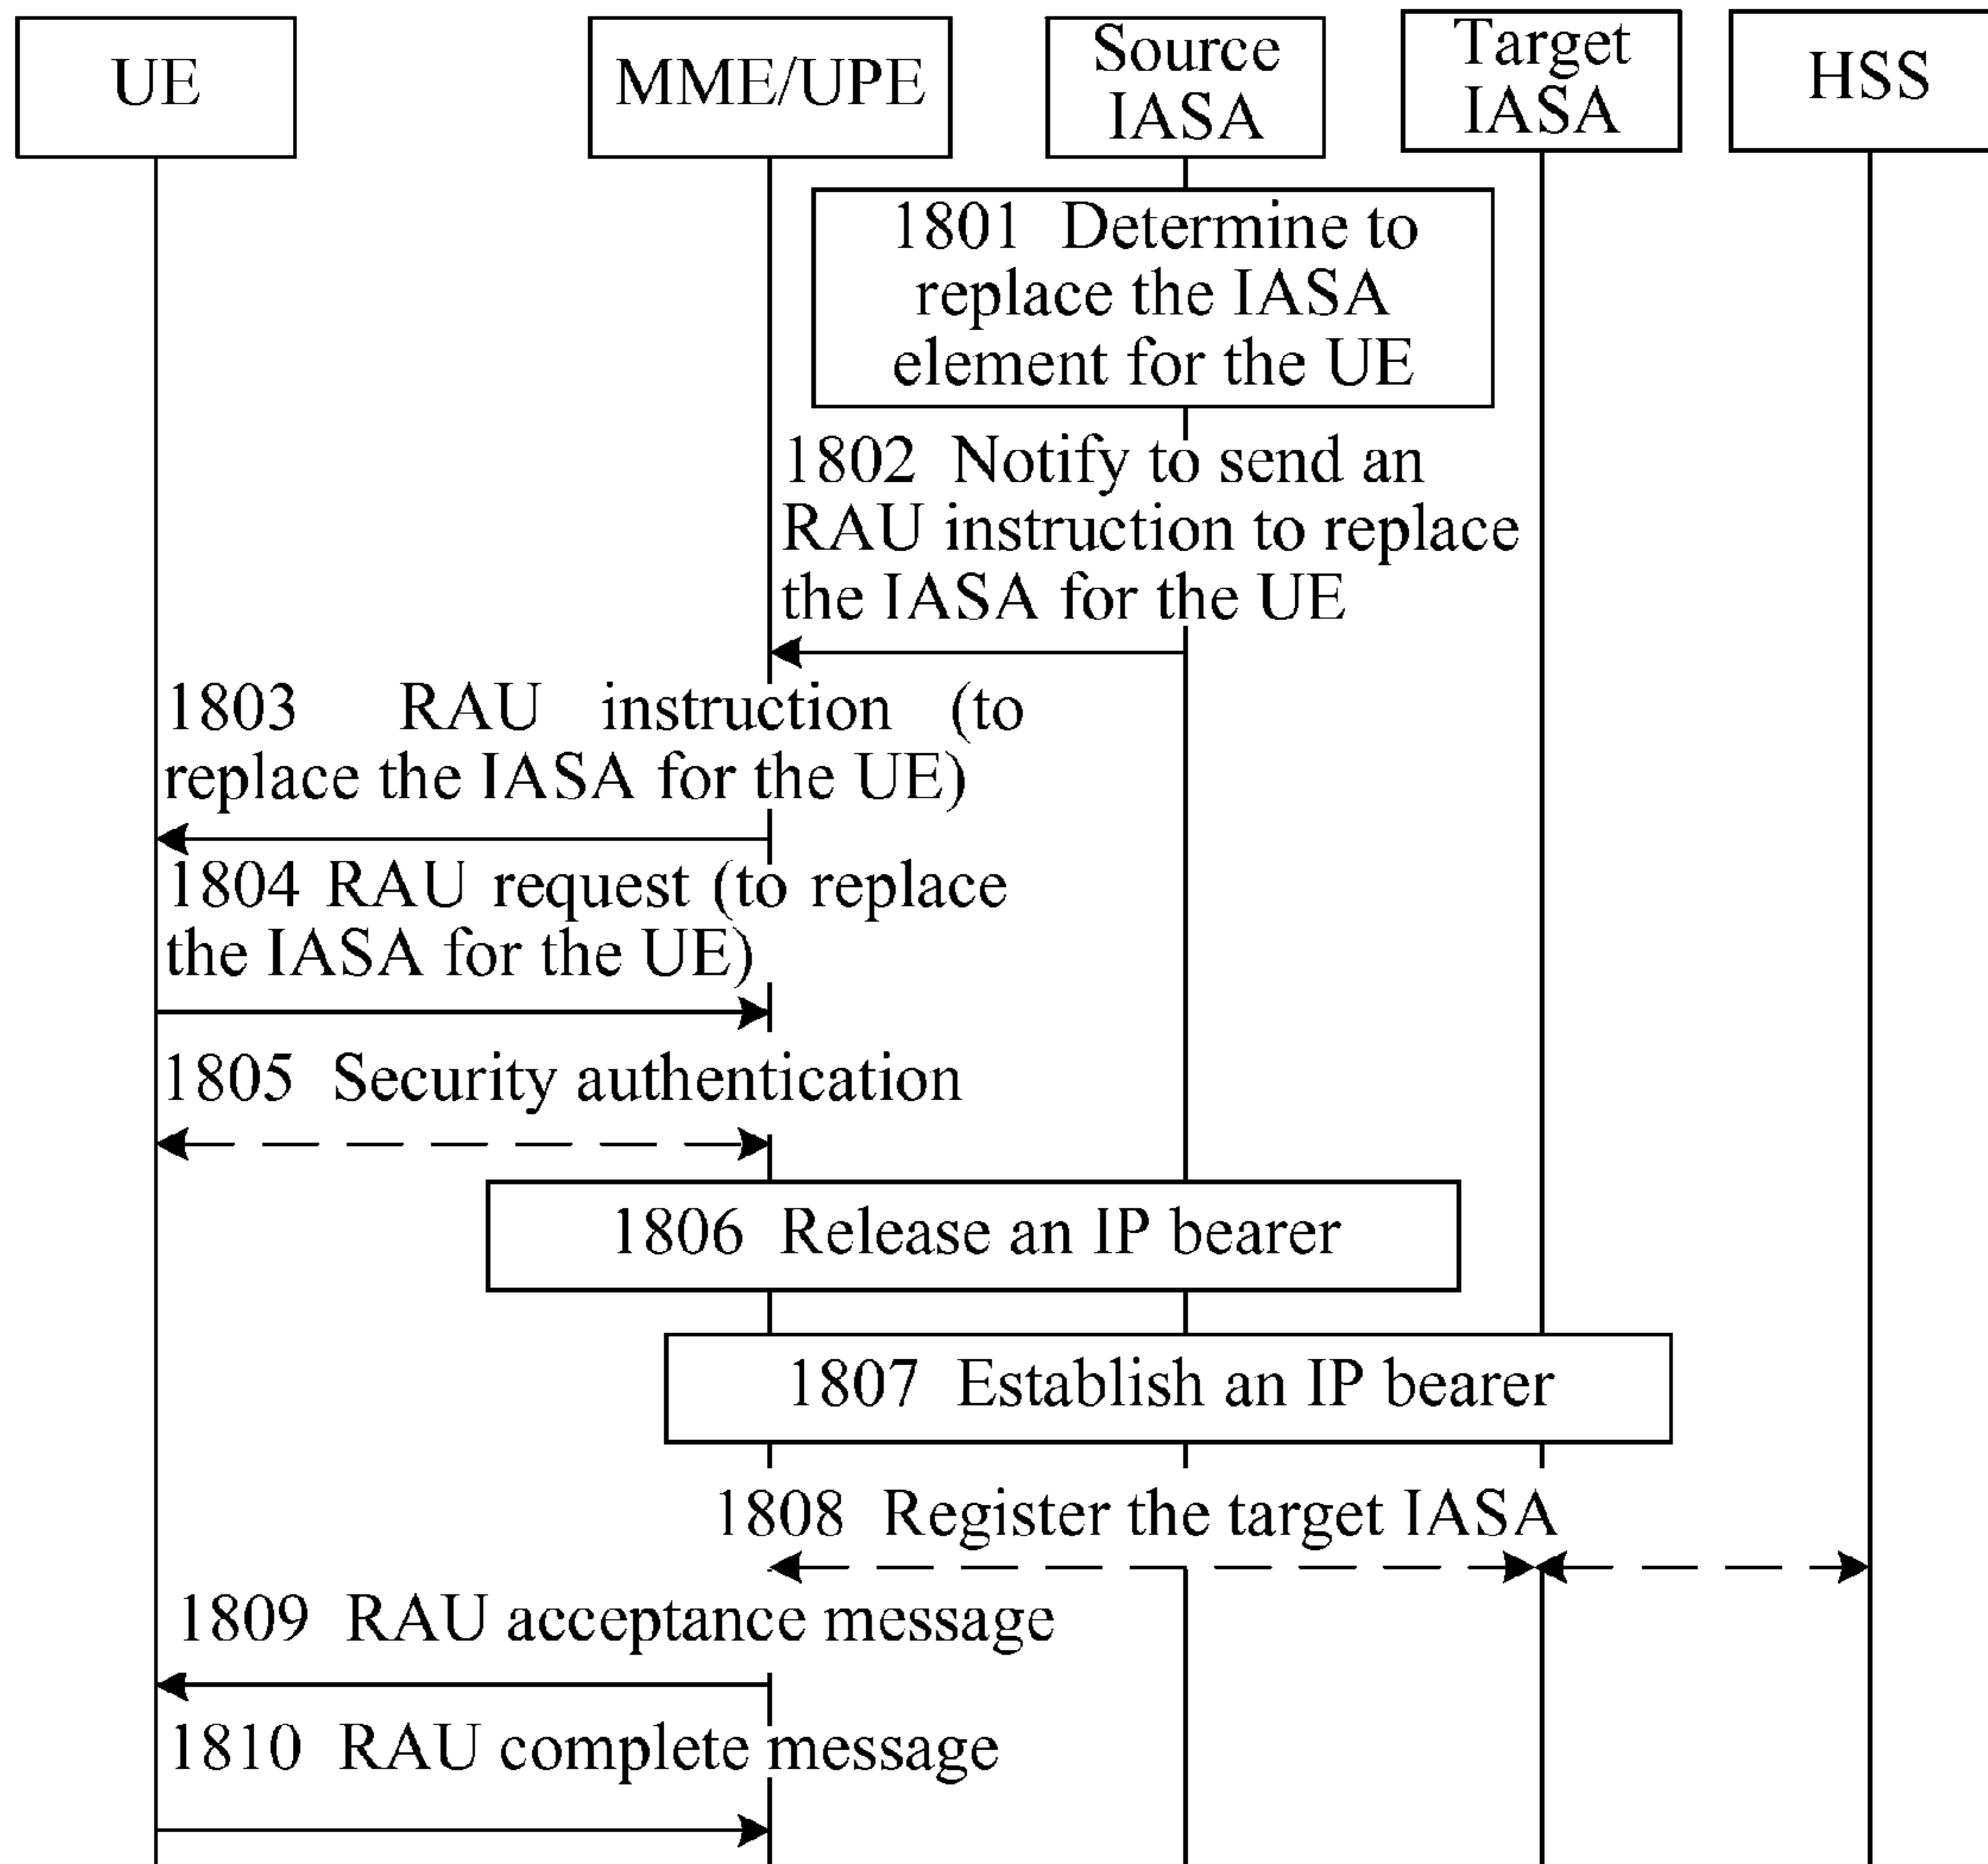 UE
MME/UPE
Source
IASA
Target
IASA
HSS
1801 Determine to
replace the IASA
element for the UE
1802 Notify to send an
RAU instruction to replace
the IASA for the UE
1803 RAU instruction (to
replace the IASA for the UE)
1804 RAU request (to replace
the IASA for the UE)
1805 Security authentication
1806 Release an IP bearer
1807 Establish an IP bearer
1808 Register the target IASA
1809 RAU acceptance message
1810 RAU complete message